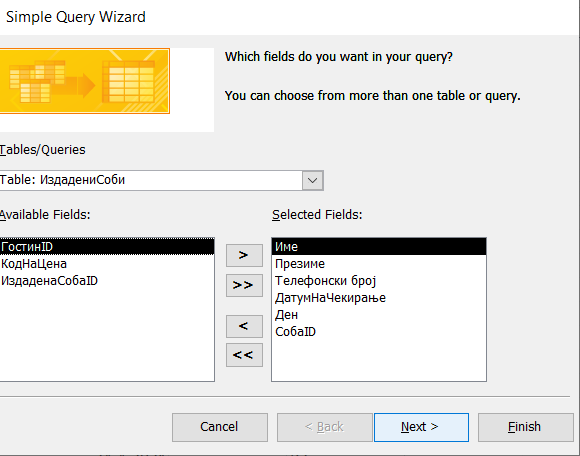 Simple Query Wizard
Which fields do you want in your query?
You can choose from more than one table or query.
Tables/Queries
Table: ИздадениСоби
Available Fields:
Selected Fields:
ГостинID
КодНаЦена
ИздаденаСобаID
>
>>
<
<<
Име
Презиме
Телефонски број
ДатумНаЧекирање
Ден
СобаID
Cancel
< Back
Next >
Finish